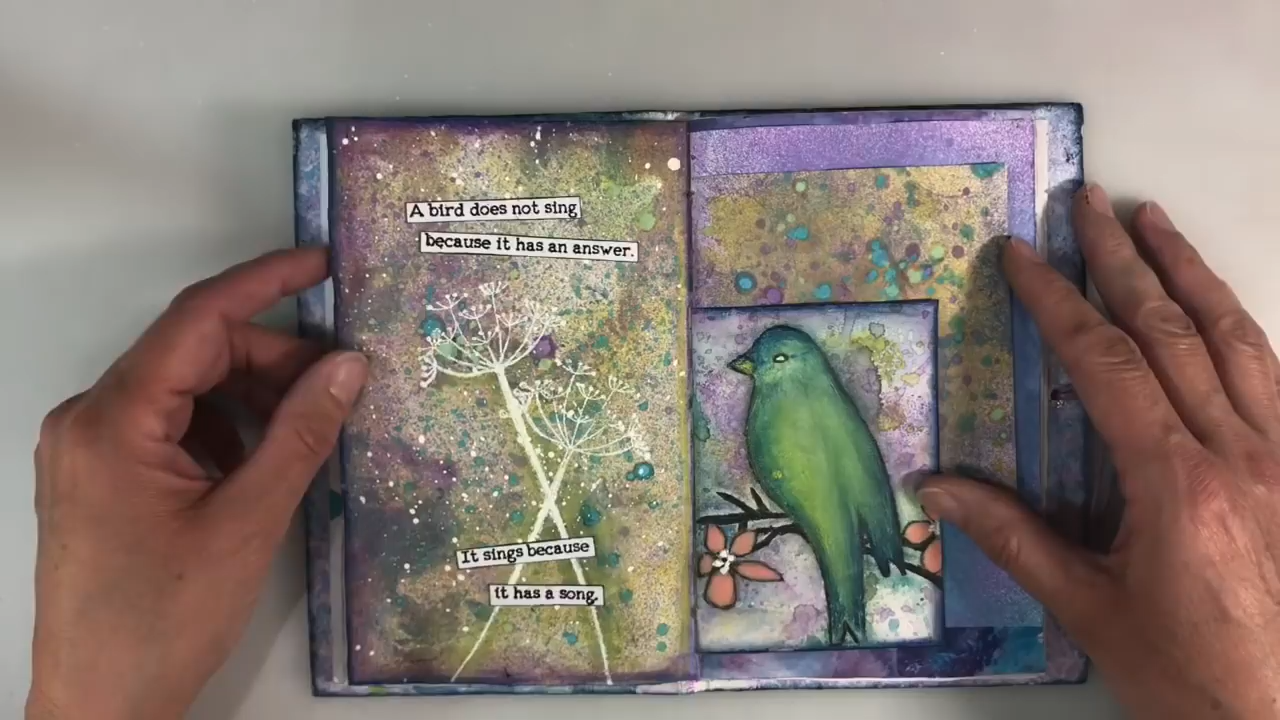 A bird does not sing
because it has an answer.
It sings because
it has a song.